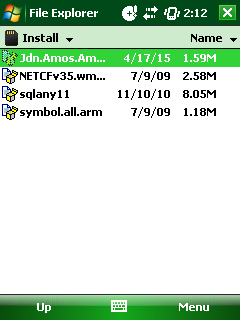 File Explorer 2:12
Install Name
Jdn.Amos.Am... 4/17/15 1.59M
NETCFv35.wm... 7/9/09 2.58M
sqlany11 11/10/10 8.05M
symbol.all.arm 7/9/09 1.18M
Up Menu